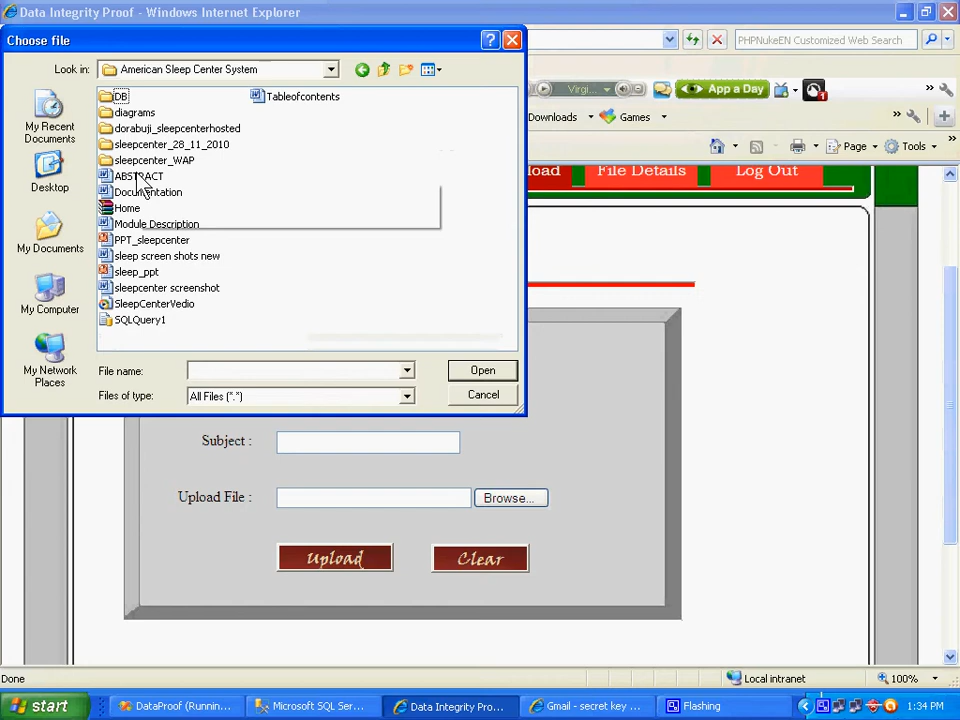 Data Integrity Proof - Windows Internet Explorer
Choose file
PHPNukeEN Customized Web Search
Look in:
American Sleep Center System
Virgi...
App a Day
DB
Tableofcontents
diagrams
dorabuji_sleepcenterhosted
sleepcenter_28_11_2010
sleepcenter_WAP
ABSTRACT
Documentation
Home
Module Description
PPT_sleepcenter
sleep screen shots new
sleep_ppt
sleepcenter screenshot
SleepCenterVedio
SQLQuery1
My Recent
Documents
Desktop
My Documents
My Computer
My Network
Places
File name:
Open
Files of type:
All Files (*.*)
Cancel
Downloads
Games
Page
Tools
File Details
Log Out
Subject :
Upload File :
Browse...
Upload
Clear
Done
Local intranet
100%
start
DataProof (Runnin...
Microsoft SQL Ser...
Data Integrity Pro...
Gmail - secret key ...
Flashing
1:34 PM